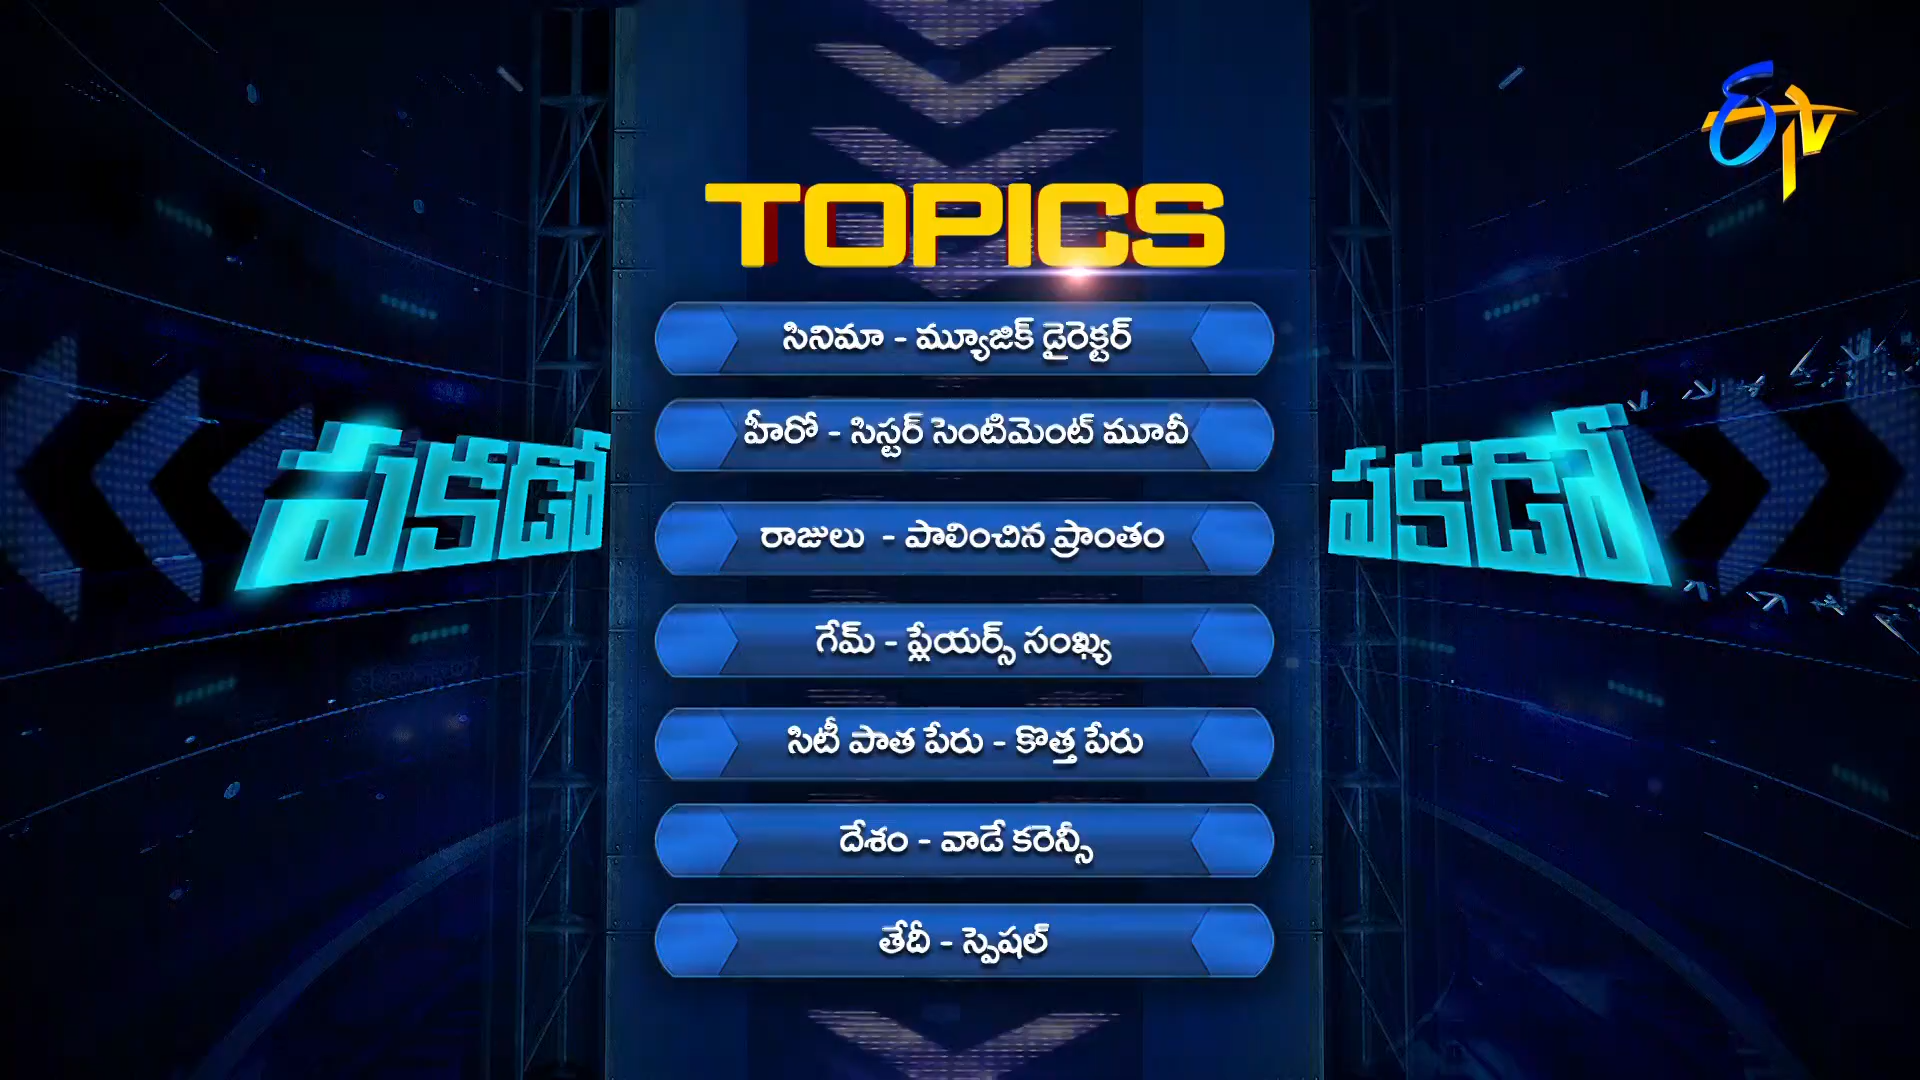 ETV
TOPICS
సినిమా - మ్యూజిక్ డైరెక్టర్
హీరో - సిస్టర్ సెంటిమెంట్ మూవీ
రాజులు - పాలించిన ప్రాంతం
పకడో
పకడో
గేమ్ - ప్లేయర్స్ సంఖ్య
సిటీ పాత పేరు - కొత్త పేరు
దేశం - వాడే కరెన్సీ
తేదీ - స్పెషల్